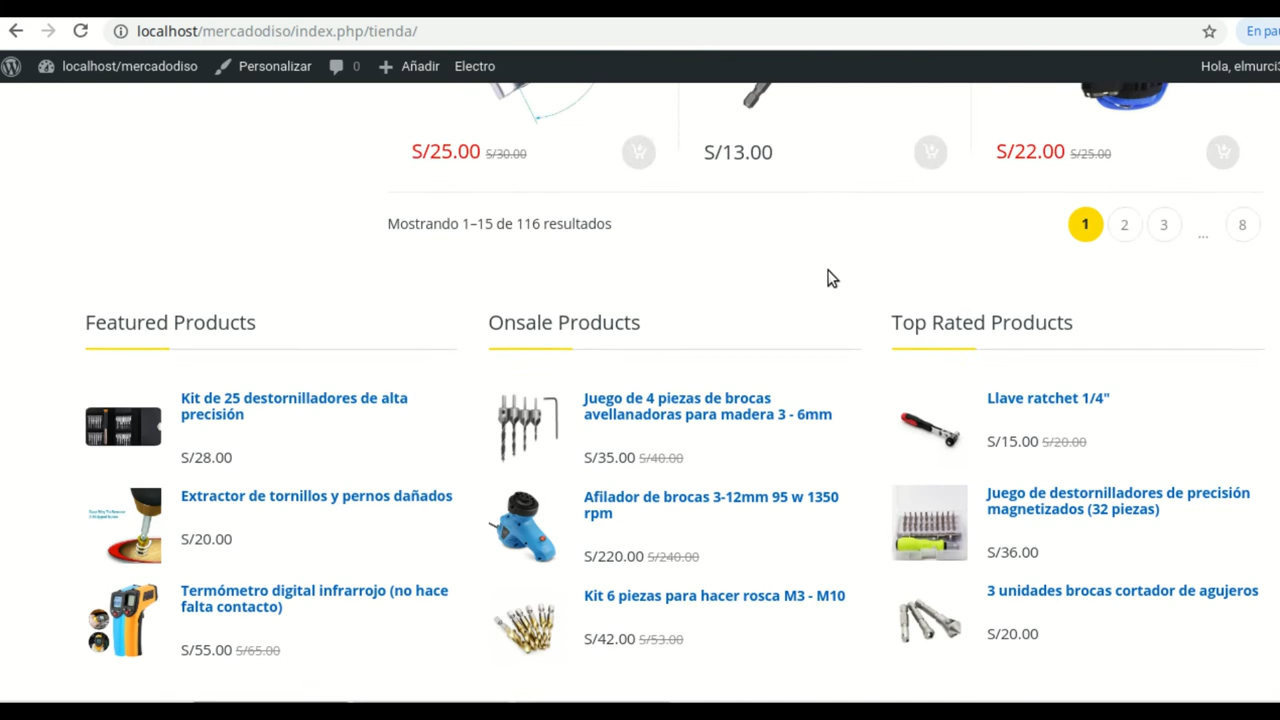 localhost/mercadodiso/index.php/tienda/
En pau
localhost/mercadodiso Personalizar 0 Añadir Electro Hola, elmurci
S/25.00 S/30.00 S/13.00 S/22.00 S/25.00
Mostrando 1–15 de 116 resultados
1 2 3 ... 8
Featured Products
Kit de 25 destornilladores de alta
precisión
S/28.00
Extractor de tornillos y pernos dañados
S/20.00
Termómetro digital infrarrojo (no hace
falta contacto)
S/55.00 S/65.00
Onsale Products
Juego de 4 piezas de brocas
avellanadoras para madera 3 - 6mm
S/35.00 S/40.00
Afilador de brocas 3-12mm 95 w 1350
rpm
S/220.00 S/240.00
Kit 6 piezas para hacer rosca M3 - M10
S/42.00 S/53.00
Top Rated Products
Llave ratchet 1/4"
S/15.00 S/20.00
Juego de destornilladores de precisión
magnetizados (32 piezas)
S/36.00
3 unidades brocas cortador de agujeros
S/20.00